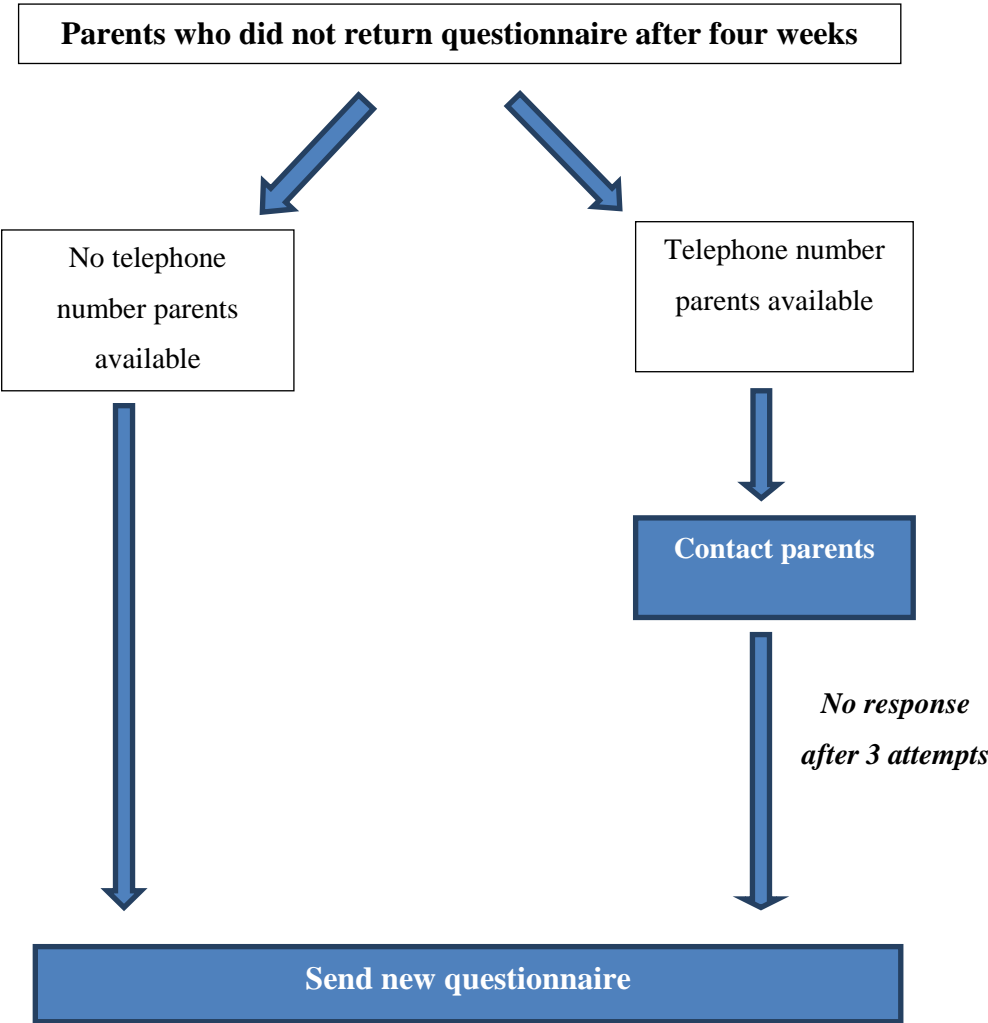 Parents who did not return questionnaire after four weeks
No telephone
number parents
available
Telephone number
parents available
Contact parents
No response
after 3 attempts
Send new questionnaire